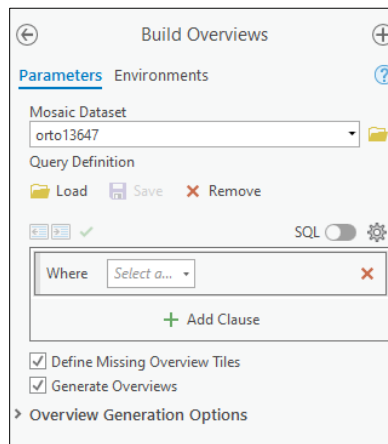 Build Overviews
Parameters Environments
Mosaic Dataset
orto13647
Query Definition
Load Save Remove
SQL
Where Select a...
Add Clause
Define Missing Overview Tiles
Generate Overviews
Overview Generation Options